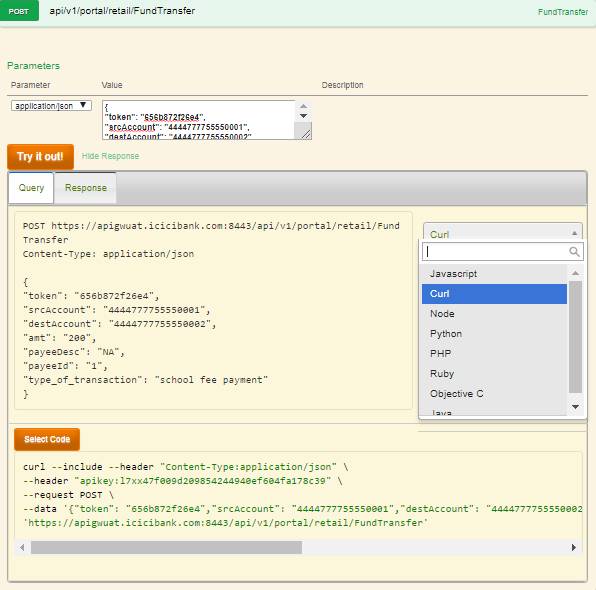 POST api/v1/portal/retail/FundTransfer FundTransfer
Parameters
Parameter Value Description
application/json
{
"token": "656b872f26e4",
"srcAccount": "4444777755550001",
"destAccount": "4444777755550002"
Try it out! Hide Response
Query Response
POST https://apigwuat.icicibank.com:8443/api/v1/portal/retail/Fund
Transfer
Content-Type: application/json
{
"token": "656b872f26e4",
"srcAccount": "4444777755550001",
"destAccount": "4444777755550002",
"amt": "200",
"payeeDesc": "NA",
"payeeId": "1",
"type_of_transaction": "school fee payment"
}
Curl
Javascript
Curl
Node
Python
PHP
Ruby
Objective C
Java
Select Code
curl --include --header "Content-Type:application/json" \
--header "apikey:l7xx47f009d209854244940ef604fa178c39" \
--request POST \
--data '{"token": "656b872f26e4","srcAccount": "4444777755550001","destAccount": "4444777755550002
'https://apigwuat.icicibank.com:8443/api/v1/portal/retail/FundTransfer'